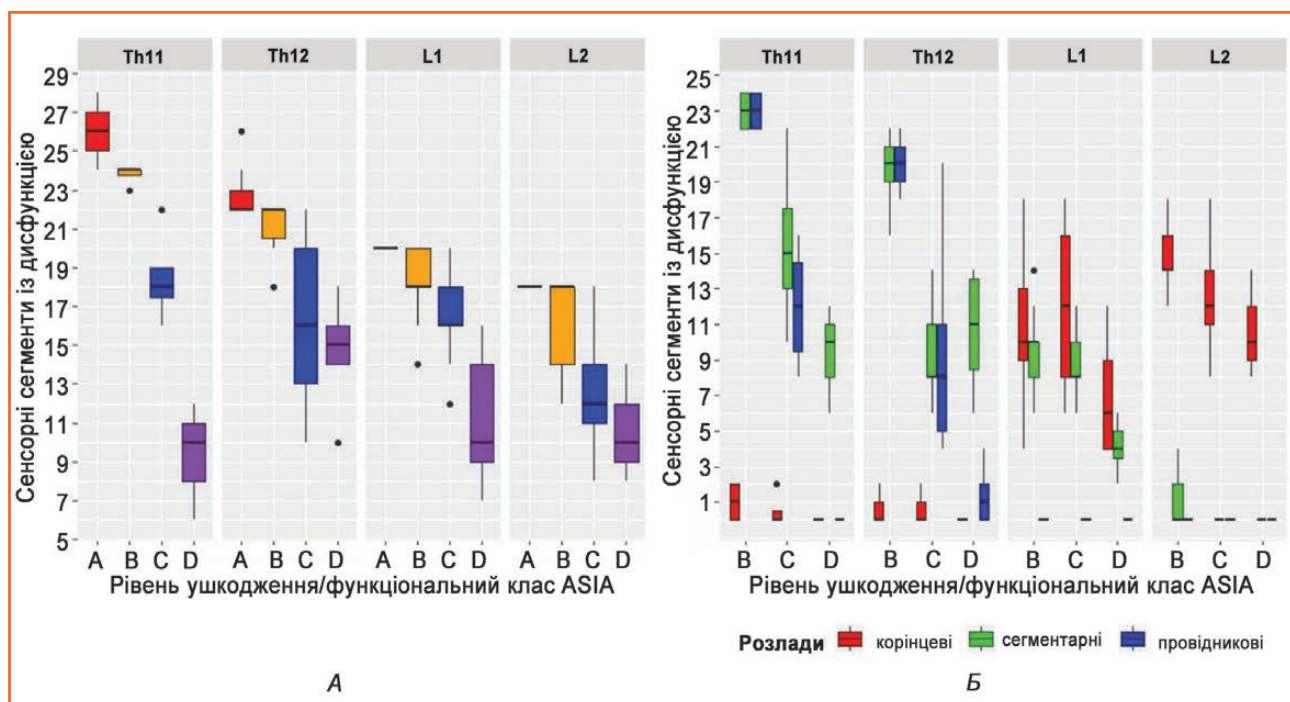 Th11 Th12 L1 L2
29
27
25
23
21
19
17
15
13
11
9
7
5
Сенсорні сегменти із дисфункцією
A B C D A B C D A B C D A B C D
Рівень ушкодження/функціональний клас ASIA
А
Th11 Th12 L1 L2
25
23
21
19
17
15
13
11
9
7
5
3
1
Сенсорні сегменти із дисфункцією
B C D B C D B C D B C D
Рівень ушкодження/функціональний клас ASIA
Розлади корінцеві сегментарні провідникові
Б